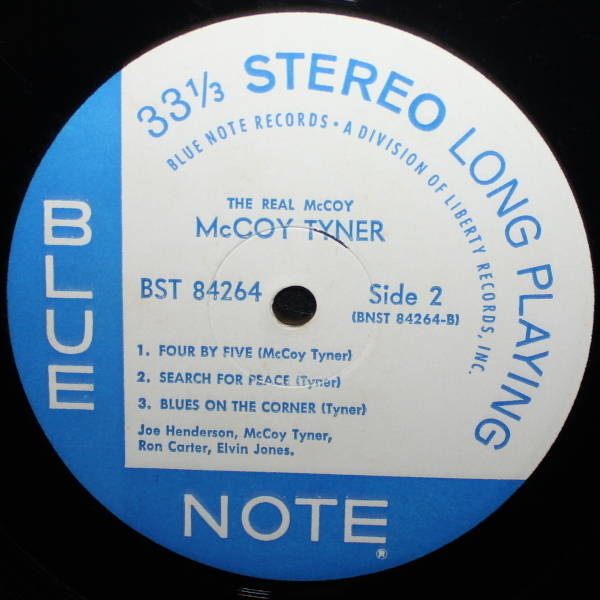 33⅓ STEREO LONG PLAYING
BLUE NOTE RECORDS • A DIVISION OF LIBERTY RECORDS, INC.
THE REAL McCOY
McCOY TYNER
BST 84264
Side 2
(BNST 84264-B)
1. FOUR BY FIVE (McCoy Tyner)
2. SEARCH FOR PEACE (Tyner)
3. BLUES ON THE CORNER (Tyner)
Joe Henderson, McCoy Tyner,
Ron Carter, Elvin Jones.
BLUE
NOTE®